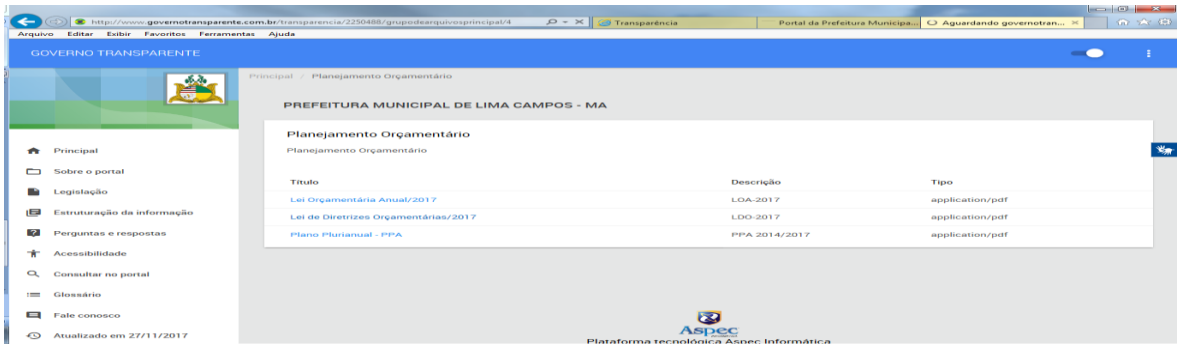 http://www.governotransparente.com.br/transparencia/2250488/grupodearquivosprincipal/4
Transparência
Portal da Prefeitura Municipa...
Aguardando governotran...
Arquivo Editar Exibir Favoritos Ferramentas Ajuda
GOVERNO TRANSPARENTE
Principal / Planejamento Orçamentário
PREFEITURA MUNICIPAL DE LIMA CAMPOS - MA
Planejamento Orçamentário
Planejamento Orçamentário
Título Descrição Tipo
Lei Orçamentária Anual/2017 LOA-2017 application/pdf
Lei de Diretrizes Orçamentárias/2017 LDO-2017 application/pdf
Plano Plurianual - PPA PPA 2014/2017 application/pdf
Principal
Sobre o portal
Legislação
Estruturação da informação
Perguntas e respostas
Acessibilidade
Consultar no portal
Glossário
Fale conosco
Atualizado em 27/11/2017
Aspec
Plataforma tecnológica Aspec Informática